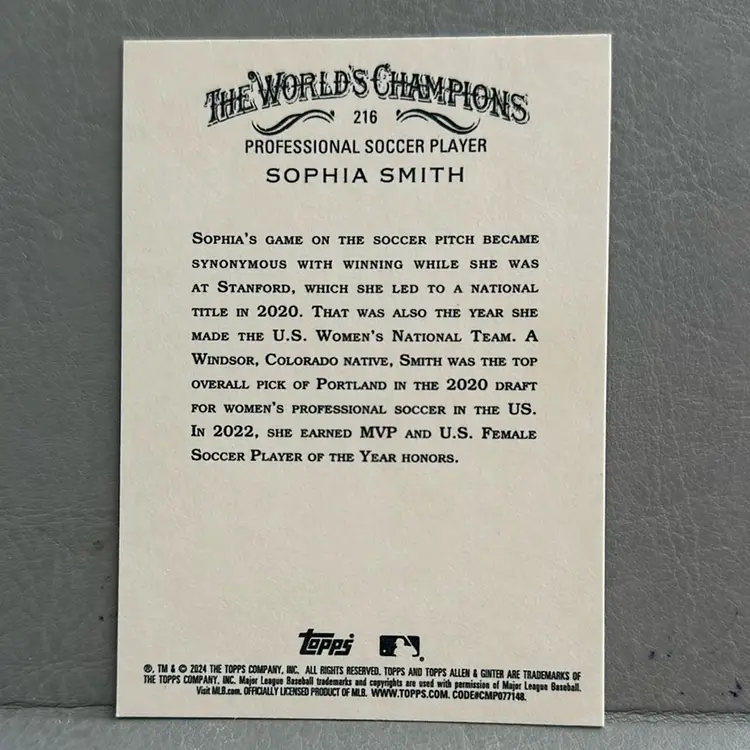 THE WORLD'S CHAMPIONS
216
PROFESSIONAL SOCCER PLAYER
SOPHIA SMITH
SOPHIA'S GAME ON THE SOCCER PITCH BECAME
SYNONYMOUS WITH WINNING WHILE SHE WAS
AT STANFORD, WHICH SHE LED TO A NATIONAL
TITLE IN 2020. THAT WAS ALSO THE YEAR SHE
MADE THE U.S. WOMEN'S NATIONAL TEAM. A
WINDSOR, COLORADO NATIVE, SMITH WAS THE TOP
OVERALL PICK OF PORTLAND IN THE 2020 DRAFT
FOR WOMEN'S PROFESSIONAL SOCCER IN THE US.
IN 2022, SHE EARNED MVP AND U.S. FEMALE
SOCCER PLAYER OF THE YEAR HONORS.
topps
®, TM & © 2024 THE TOPPS COMPANY, INC. ALL RIGHTS RESERVED. TOPPS AND TOPPS ALLEN & GINTER ARE TRADEMARKS OF
THE TOPPS COMPANY, INC. Major League Baseball trademarks and copyrights are used with permission of Major League Baseball.
Visit MLB.com. OFFICIALLY LICENSED PRODUCT OF MLB. WWW.TOPPS.COM. CODE#CMP077148.